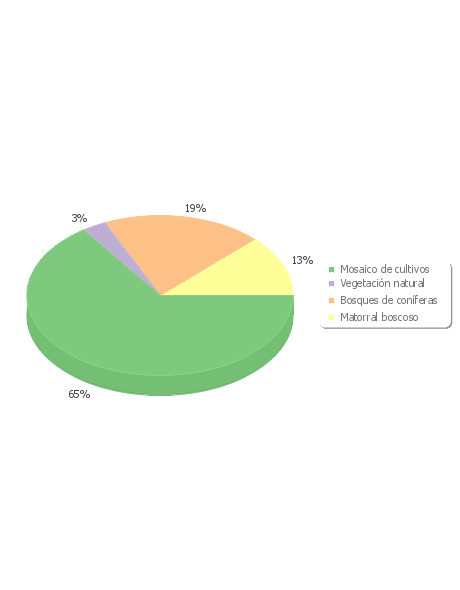 19%
3%
13%
65%
Mosaico de cultivos
Vegetación natural
Bosques de coníferas
Matorral boscoso